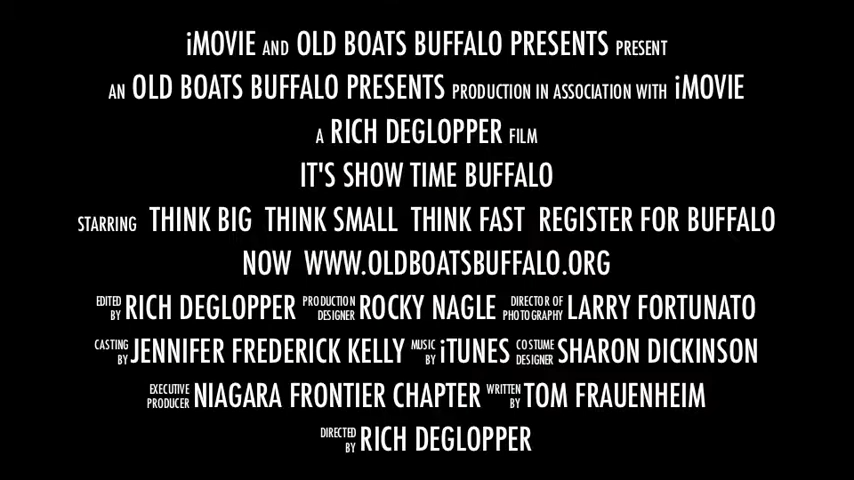 iMOVIE AND OLD BOATS BUFFALO PRESENTS PRESENT
AN OLD BOATS BUFFALO PRESENTS PRODUCTION IN ASSOCIATION WITH iMOVIE
A RICH DEGLOPPER FILM
IT'S SHOW TIME BUFFALO
STARRING THINK BIG THINK SMALL THINK FAST REGISTER FOR BUFFALO
NOW WWW.OLDBOATSBUFFALO.ORG
EDITED BY RICH DEGLOPPER PRODUCTION DESIGNER ROCKY NAGLE DIRECTOR OF PHOTOGRAPHY LARRY FORTUNATO
CASTING BY JENNIFER FREDERICK KELLY MUSIC BY iTUNES COSTUME DESIGNER SHARON DICKINSON
EXECUTIVE PRODUCER NIAGARA FRONTIER CHAPTER WRITTEN BY TOM FRAUENHEIM
DIRECTED BY RICH DEGLOPPER